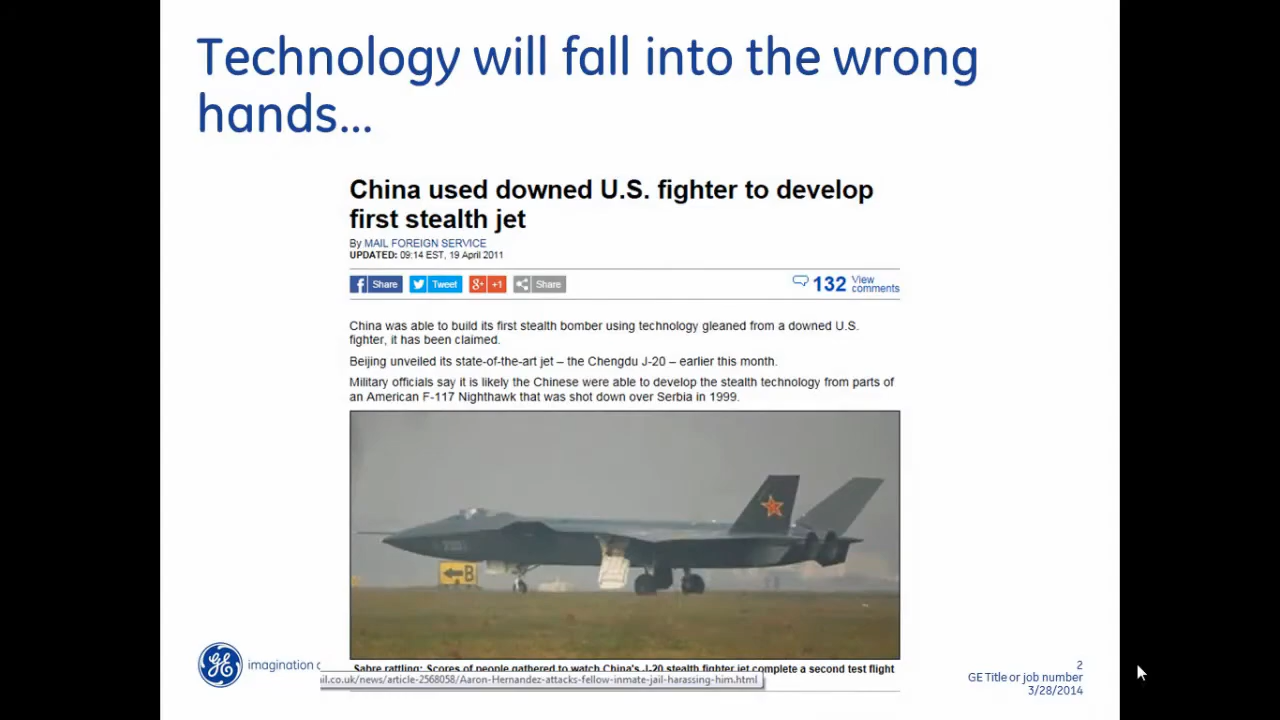 Technology will fall into the wrong
hands...
China used downed U.S. fighter to develop
first stealth jet
By MAIL FOREIGN SERVICE
UPDATED: 09:14 EST, 19 April 2011
Share Tweet +1 Share 132 View comments
China was able to build its first stealth bomber using technology gleaned from a downed U.S.
fighter, it has been claimed.
Beijing unveiled its state-of-the-art jet – the Chengdu J-20 – earlier this month.
Military officials say it is likely the Chinese were able to develop the stealth technology from parts of
an American F-117 Nighthawk that was shot down over Serbia in 1999.
B
Sabre rattling: Scores of people gathered to watch China's J-20 stealth fighter jet complete a second test flight
il.co.uk/news/article-2568058/Aaron-Hernandez-attacks-fellow-inmate-jail-harassing-him.html
GE imagination
2
GE Title or job number
3/28/2014